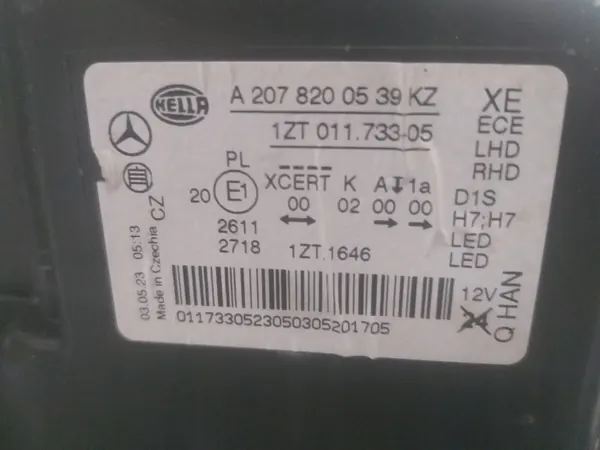 HELLA
A 207 820 05 39 KZ
1ZT 011.733-05
XE
ECE
LHD
RHD
D1S
H7;H7
LED
LED
PL
20 E1
XCERT K A 1a
00 02 00 00
2611
2718
1ZT.1646
12V
24
Q HAN
0117330523050305201705
03.05.23 05:13
Made in Czechia CZ